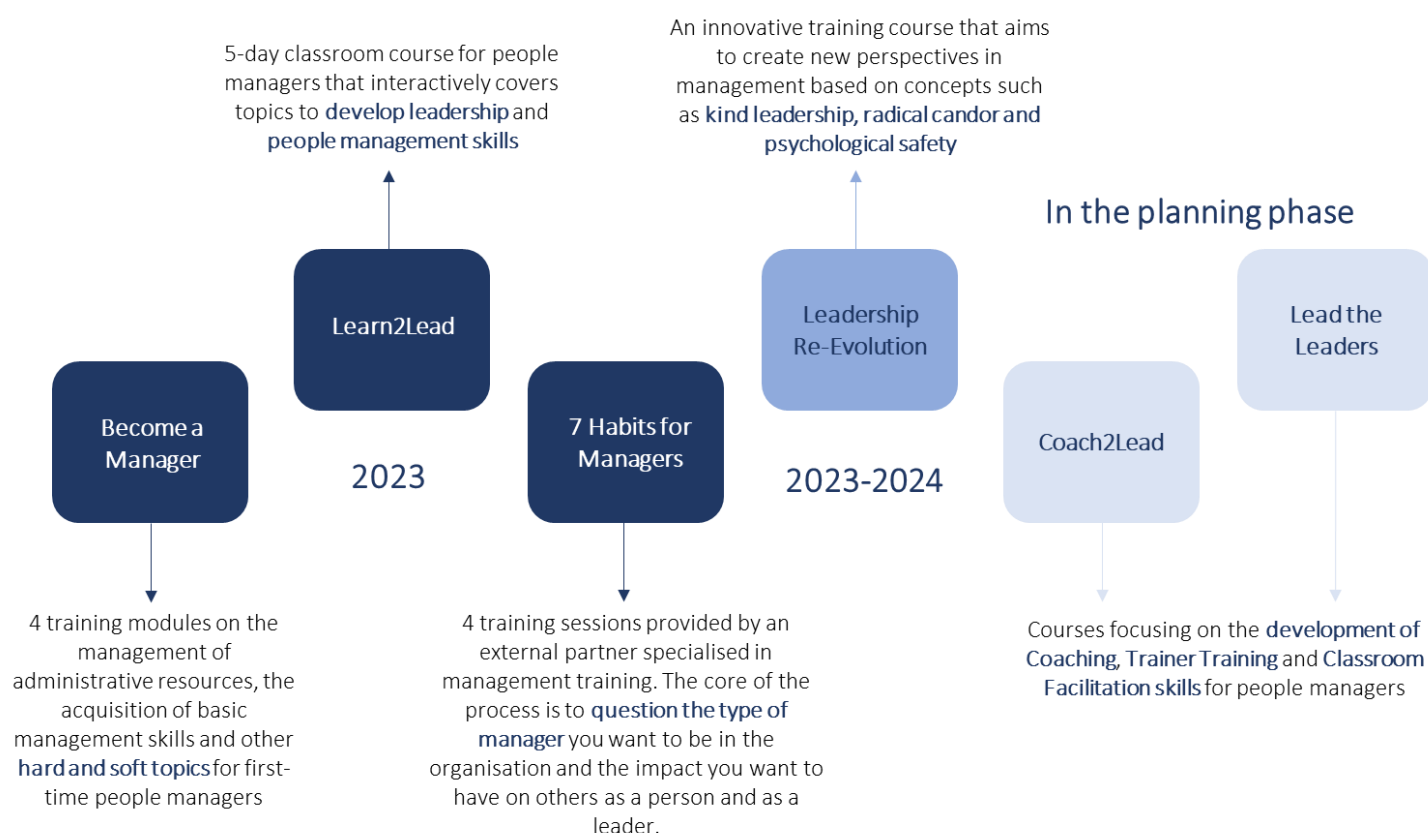 5-day classroom course for people
managers that interactively covers
topics to develop leadership and
people management skills
An innovative training course that aims
to create new perspectives in
management based on concepts such
as kind leadership, radical candor and
psychological safety
In the planning phase
Learn2Lead
Leadership
Re-Evolution
Lead the
Leaders
Become a
Manager
2023
7 Habits for
Managers
2023-2024
Coach2Lead
4 training modules on the
management of
administrative resources, the
acquisition of basic
management skills and other
hard and soft topics for first-
time people managers
4 training sessions provided by an
external partner specialised in
management training. The core of the
process is to question the type of
manager you want to be in the
organisation and the impact you want to
have on others as a person and as a
leader.
Courses focusing on the development of
Coaching, Trainer Training and Classroom
Facilitation skills for people managers